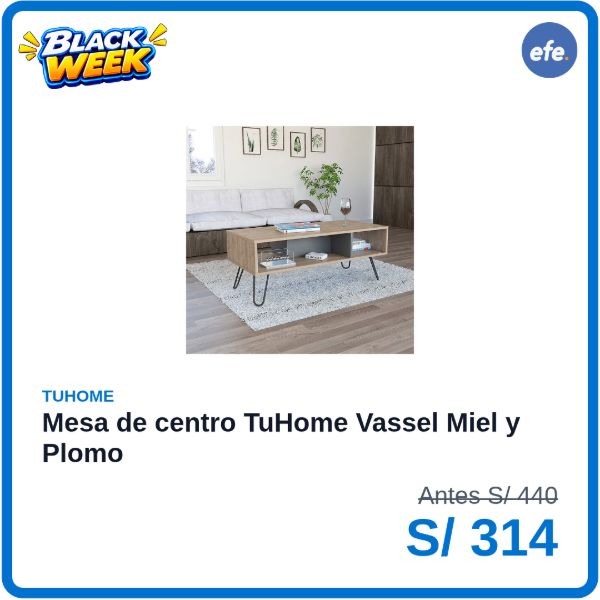 BLACK
WEEK
efe.
TUHOME
Mesa de centro TuHome Vassel Miel y
Plomo
Antes S/ 440
S/ 314